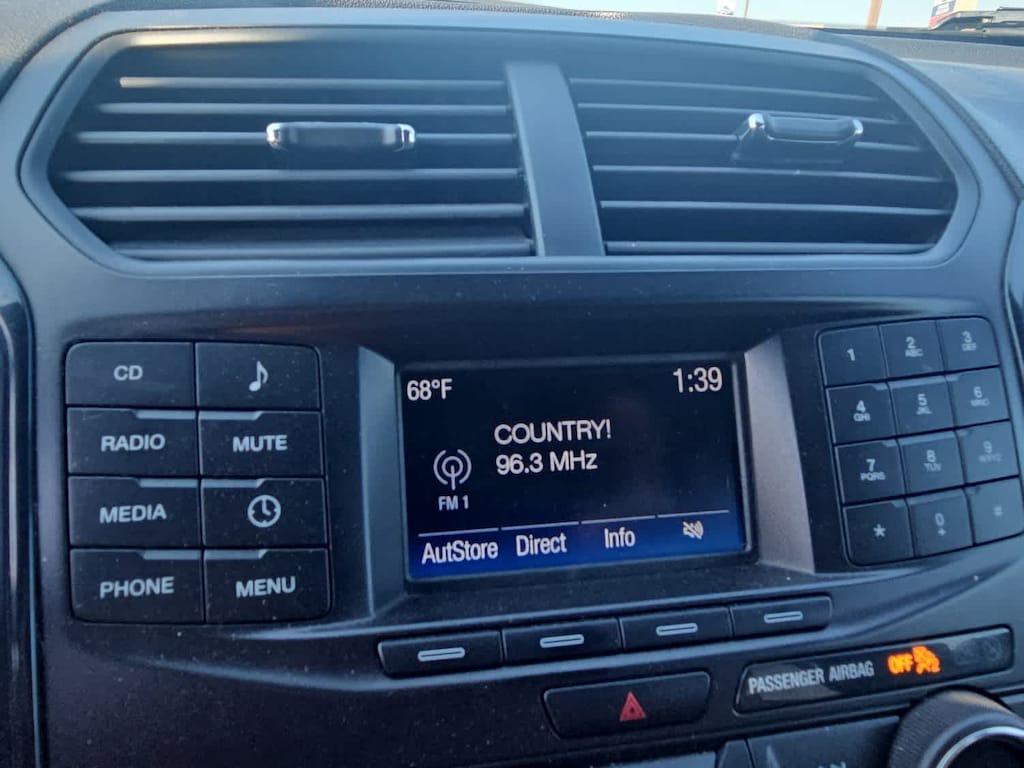 CD
RADIO
MUTE
MEDIA
PHONE
MENU
68°F
1:39
COUNTRY!
96.3 MHz
FM 1
AutStore Direct Info
1
2
ABC
3
DEF
4
GHI
5
JKL
6
MNO
7
PQRS
8
TUV
9
WXYZ
*
0
+
#
PASSENGER AIRBAG OFF